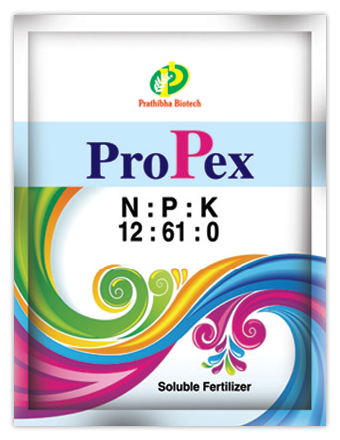 Prathibha Biotech
ProPex
N : P : K
12 : 61 : 0
Soluble Fertilizer